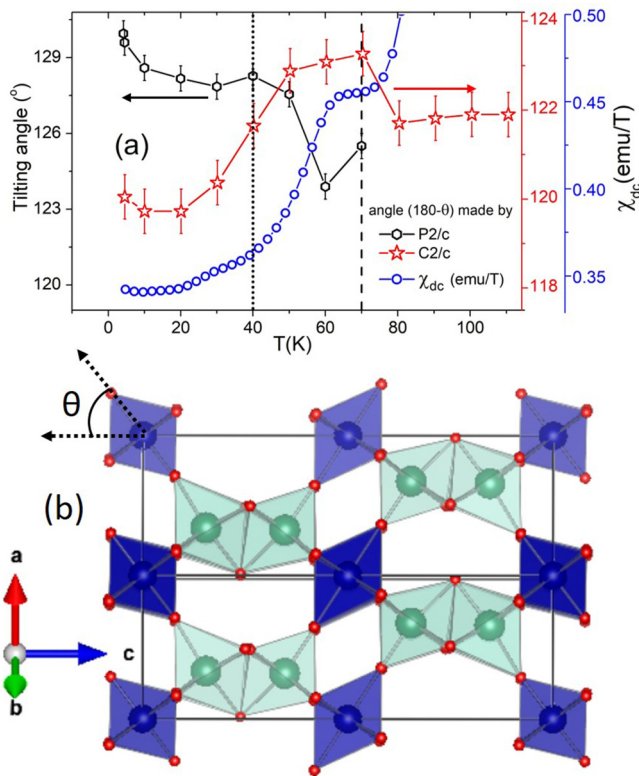 129
126
123
120
Tilting angle (°)
(a)
124
122
120
118
0.50
0.45
0.40
0.35
χdc (emu/T)
angle (180-θ) made by
P2/c
C2/c
χdc (emu/T)
0 20 40 60 80 100
T(K)
θ
(b)
a
c
b